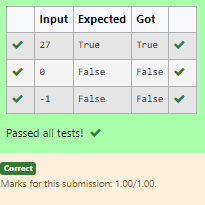 Input Expected Got
27 True True
0 False False
-1 False False
Passed all tests!
Correct
Marks for this submission: 1.00/1.00.